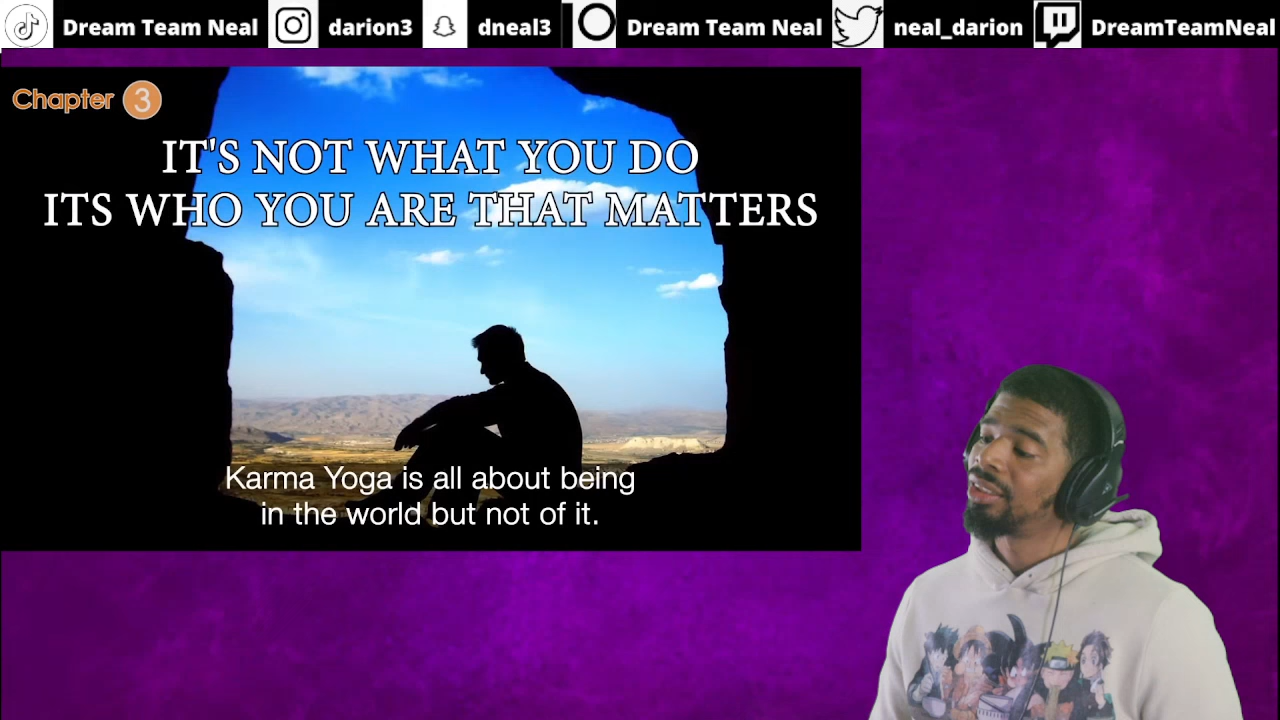 Dream Team Neal darion3 dneal3 Dream Team Neal neal_darion DreamTeamNeal
Chapter 3
IT'S NOT WHAT YOU DO
ITS WHO YOU ARE THAT MATTERS
Karma Yoga is all about being
in the world but not of it.